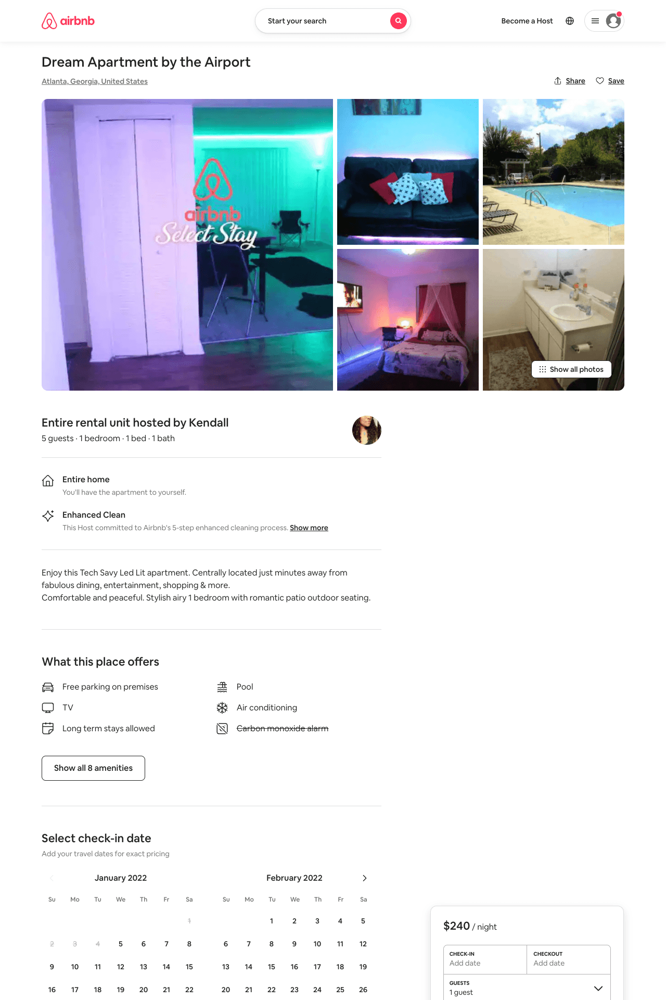 airbnb
Start your search
Become a Host
Dream Apartment by the Airport
Atlanta, Georgia, United States
Share
Save
airbnb
Select Stay
Show all photos
Entire rental unit hosted by Kendall
5 guests · 1 bedroom · 1 bed · 1 bath
Entire home
You'll have the apartment to yourself.
Enhanced Clean
This Host committed to Airbnb's 5-step enhanced cleaning process. Show more
Enjoy this Tech Savy Led Lit apartment. Centrally located just minutes away from
fabulous dining, entertainment, shopping & more.
Comfortable and peaceful. Stylish airy 1 bedroom with romantic patio outdoor seating.
What this place offers
Free parking on premises
Pool
TV
Air conditioning
Long term stays allowed
Carbon monoxide alarm
Show all 8 amenities
Select check-in date
Add your travel dates for exact pricing
January 2022
Su Mo Tu We Th Fr Sa
1
2 3 4 5 6 7 8
9 10 11 12 13 14 15
16 17 18 19 20 21 22
February 2022
Su Mo Tu We Th Fr Sa
1 2 3 4 5
6 7 8 9 10 11 12
13 14 15 16 17 18 19
20 21 22 23 24 25 26
$240 / night
CHECK-IN
Add date
CHECKOUT
Add date
GUESTS
1 guest